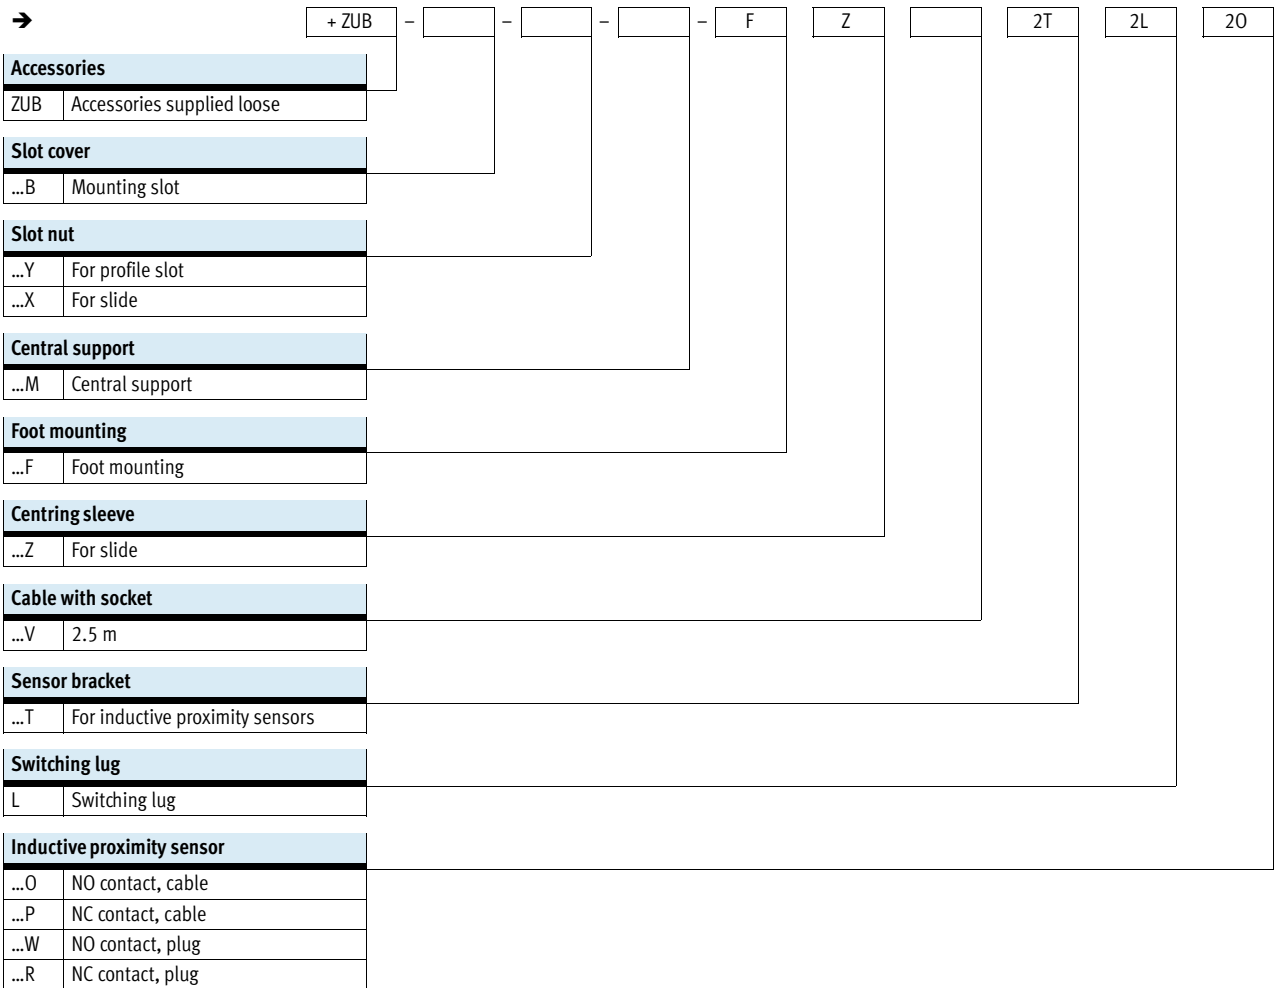 ➔ + ZUB – – – – F Z 2T 2L 2O
Accessories
ZUB Accessories supplied loose
Slot cover
...B Mounting slot
Slot nut
...Y For profile slot
...X For slide
Central support
...M Central support
Foot mounting
...F Foot mounting
Centring sleeve
...Z For slide
Cable with socket
...V 2.5 m
Sensor bracket
...T For inductive proximity sensors
Switching lug
L Switching lug
Inductive proximity sensor
...O NO contact, cable
...P NC contact, cable
...W NO contact, plug
...R NC contact, plug